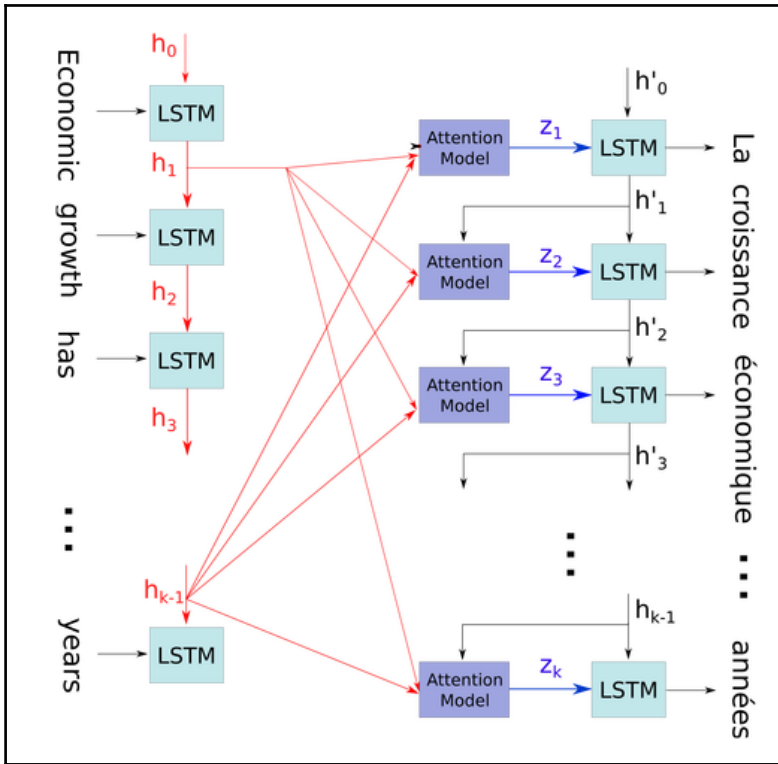 Economic growth has ... years
h0
LSTM
h1
LSTM
h2
LSTM
h3
...
hk-1
LSTM
h'0
Attention Model
z1
LSTM
h'1
Attention Model
z2
LSTM
h'2
Attention Model
z3
LSTM
h'3
...
hk-1
Attention Model
zk
LSTM
La croissance économique ... années